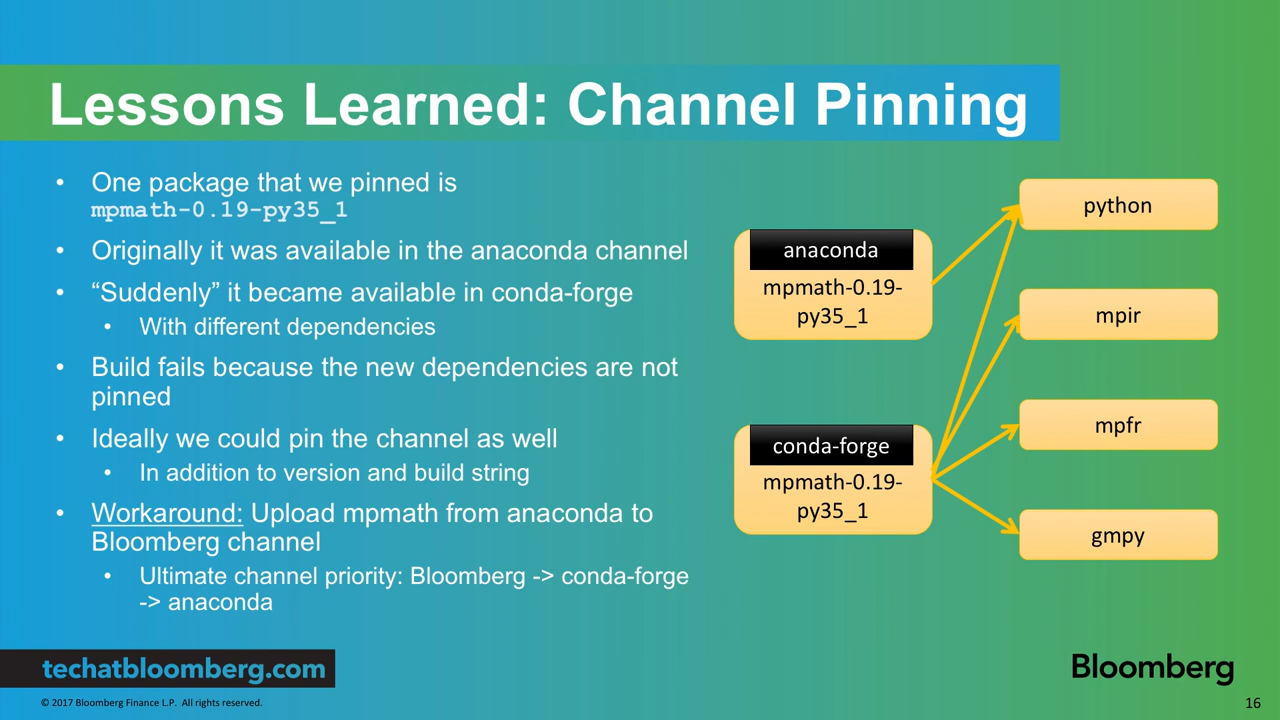 Lessons Learned: Channel Pinning
• One package that we pinned is
mpmath-0.19-py35_1
• Originally it was available in the anaconda channel
• “Suddenly” it became available in conda-forge
• With different dependencies
• Build fails because the new dependencies are not
pinned
• Ideally we could pin the channel as well
• In addition to version and build string
• Workaround: Upload mpmath from anaconda to
Bloomberg channel
• Ultimate channel priority: Bloomberg -> conda-forge
-> anaconda
anaconda
mpmath-0.19-
py35_1
conda-forge
mpmath-0.19-
py35_1
python
mpir
mpfr
gmpy
techatbloomberg.com
Bloomberg
© 2017 Bloomberg Finance L.P. All rights reserved.
16